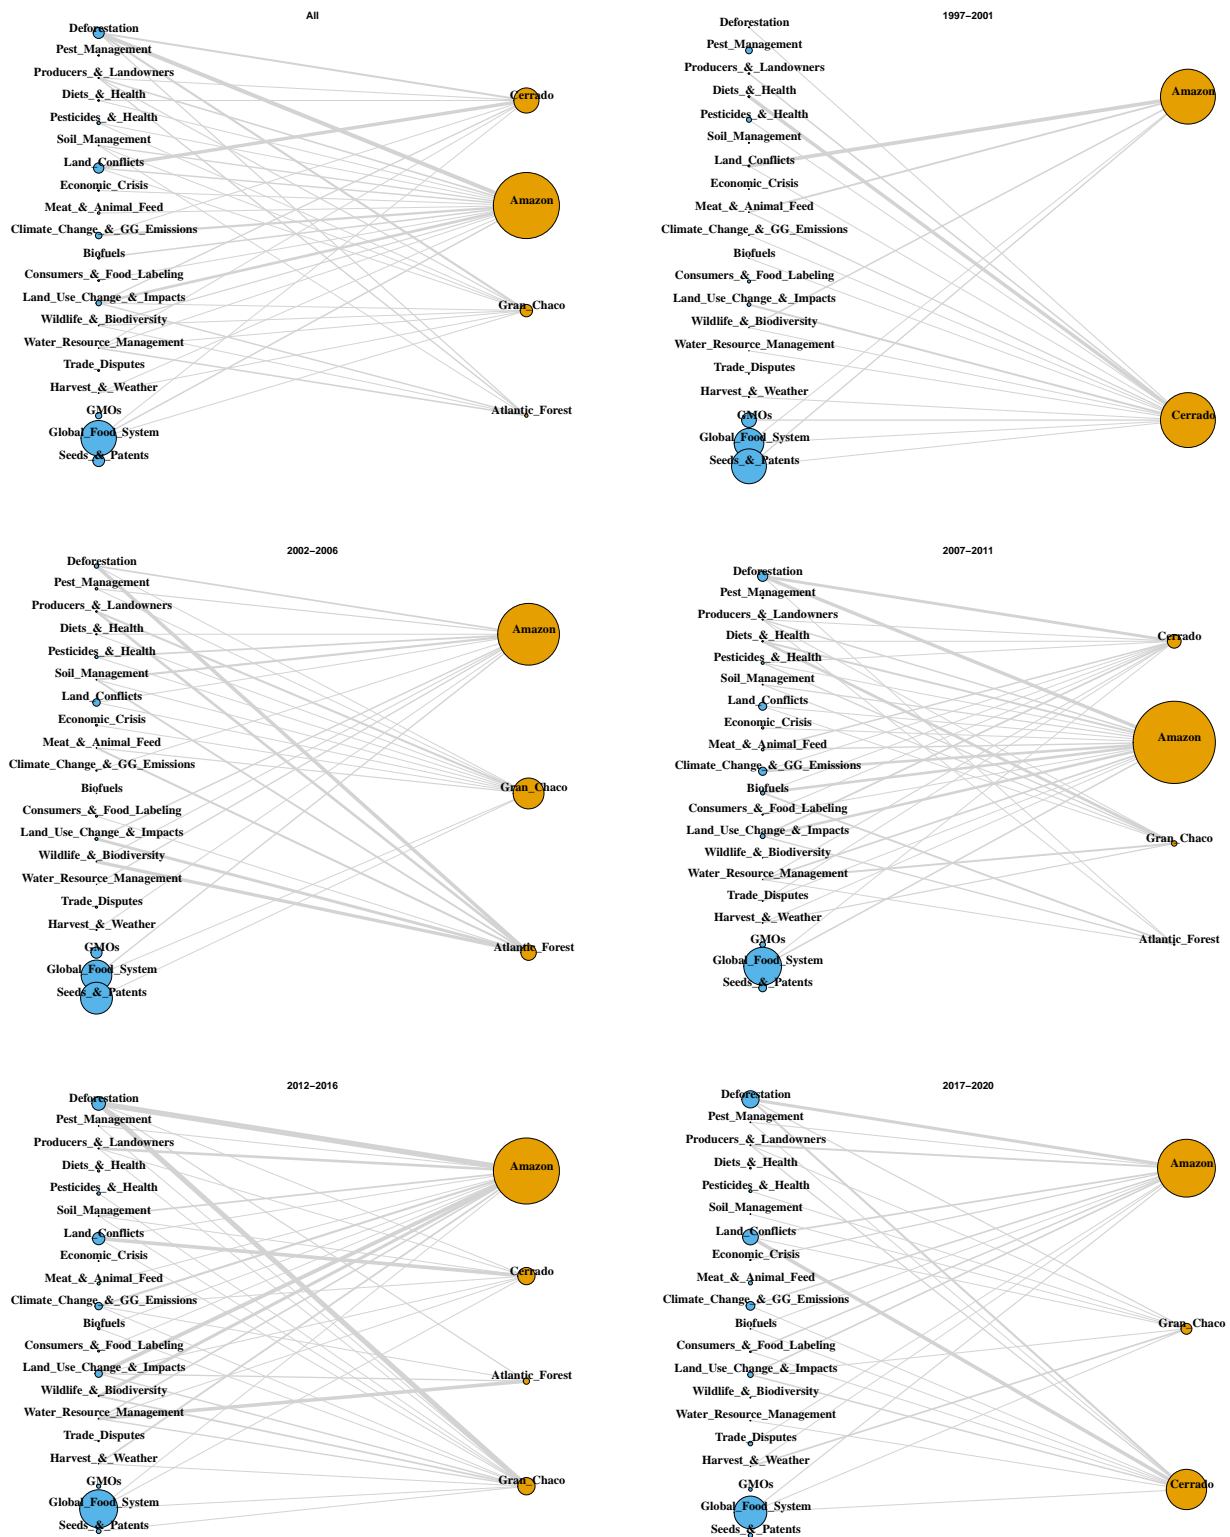 All
Deforestation
Pest_Management
Producers_&_Landowners
Diets_&_Health
Pesticides_&_Health
Soil_Management
Land_Conflicts
Economic_Crisis
Meat_&_Animal_Feed
Climate_Change_&_GG_Emissions
Biofuels
Consumers_&_Food_Labeling
Land_Use_Change_&_Impacts
Wildlife_&_Biodiversity
Water_Resource_Management
Trade_Disputes
Harvest_&_Weather
GMOs
Global_Food_System
Seeds_&_Patents
Cerrado
Amazon
Gran_Chaco
Atlantic_Forest
1997−2001
Deforestation
Pest_Management
Producers_&_Landowners
Diets_&_Health
Pesticides_&_Health
Soil_Management
Land_Conflicts
Economic_Crisis
Meat_&_Animal_Feed
Climate_Change_&_GG_Emissions
Biofuels
Consumers_&_Food_Labeling
Land_Use_Change_&_Impacts
Wildlife_&_Biodiversity
Water_Resource_Management
Trade_Disputes
Harvest_&_Weather
GMOs
Global_Food_System
Seeds_&_Patents
Amazon
Cerrado
2002−2006
Deforestation
Pest_Management
Producers_&_Landowners
Diets_&_Health
Pesticides_&_Health
Soil_Management
Land_Conflicts
Economic_Crisis
Meat_&_Animal_Feed
Climate_Change_&_GG_Emissions
Biofuels
Consumers_&_Food_Labeling
Land_Use_Change_&_Impacts
Wildlife_&_Biodiversity
Water_Resource_Management
Trade_Disputes
Harvest_&_Weather
GMOs
Global_Food_System
Seeds_&_Patents
Amazon
Gran_Chaco
Atlantic_Forest
2007−2011
Deforestation
Pest_Management
Producers_&_Landowners
Diets_&_Health
Pesticides_&_Health
Soil_Management
Land_Conflicts
Economic_Crisis
Meat_&_Animal_Feed
Climate_Change_&_GG_Emissions
Biofuels
Consumers_&_Food_Labeling
Land_Use_Change_&_Impacts
Wildlife_&_Biodiversity
Water_Resource_Management
Trade_Disputes
Harvest_&_Weather
GMOs
Global_Food_System
Seeds_&_Patents
Cerrado
Amazon
Gran_Chaco
Atlantic_Forest
2012−2016
Deforestation
Pest_Management
Producers_&_Landowners
Diets_&_Health
Pesticides_&_Health
Soil_Management
Land_Conflicts
Economic_Crisis
Meat_&_Animal_Feed
Climate_Change_&_GG_Emissions
Biofuels
Consumers_&_Food_Labeling
Land_Use_Change_&_Impacts
Wildlife_&_Biodiversity
Water_Resource_Management
Trade_Disputes
Harvest_&_Weather
GMOs
Global_Food_System
Seeds_&_Patents
Amazon
Cerrado
Atlantic_Forest
Gran_Chaco
2017−2020
Deforestation
Pest_Management
Producers_&_Landowners
Diets_&_Health
Pesticides_&_Health
Soil_Management
Land_Conflicts
Economic_Crisis
Meat_&_Animal_Feed
Climate_Change_&_GG_Emissions
Biofuels
Consumers_&_Food_Labeling
Land_Use_Change_&_Impacts
Wildlife_&_Biodiversity
Water_Resource_Management
Trade_Disputes
Harvest_&_Weather
GMOs
Global_Food_System
Seeds_&_Patents
Amazon
Gran_Chaco
Cerrado